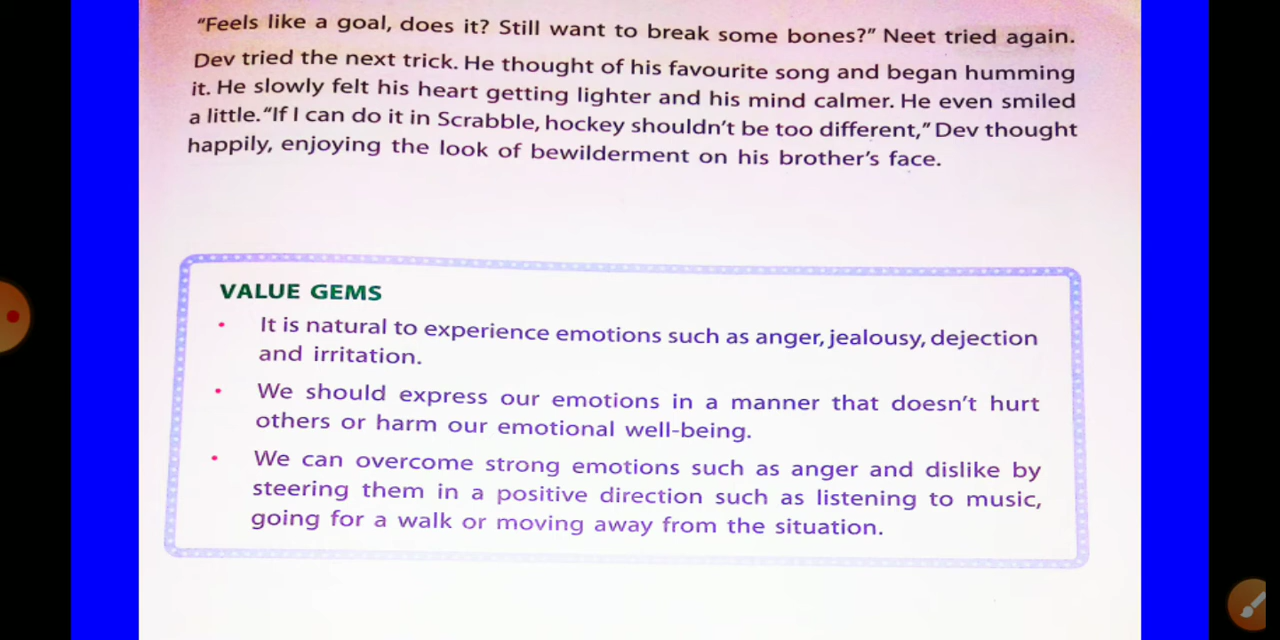 “Feels like a goal, does it? Still want to break some bones?” Neet tried again.
Dev tried the next trick. He thought of his favourite song and began humming
it. He slowly felt his heart getting lighter and his mind calmer. He even smiled
a little. “If I can do it in Scrabble, hockey shouldn’t be too different,” Dev thought
happily, enjoying the look of bewilderment on his brother’s face.
VALUE GEMS
• It is natural to experience emotions such as anger, jealousy, dejection
and irritation.
• We should express our emotions in a manner that doesn’t hurt
others or harm our emotional well-being.
• We can overcome strong emotions such as anger and dislike by
steering them in a positive direction such as listening to music,
going for a walk or moving away from the situation.